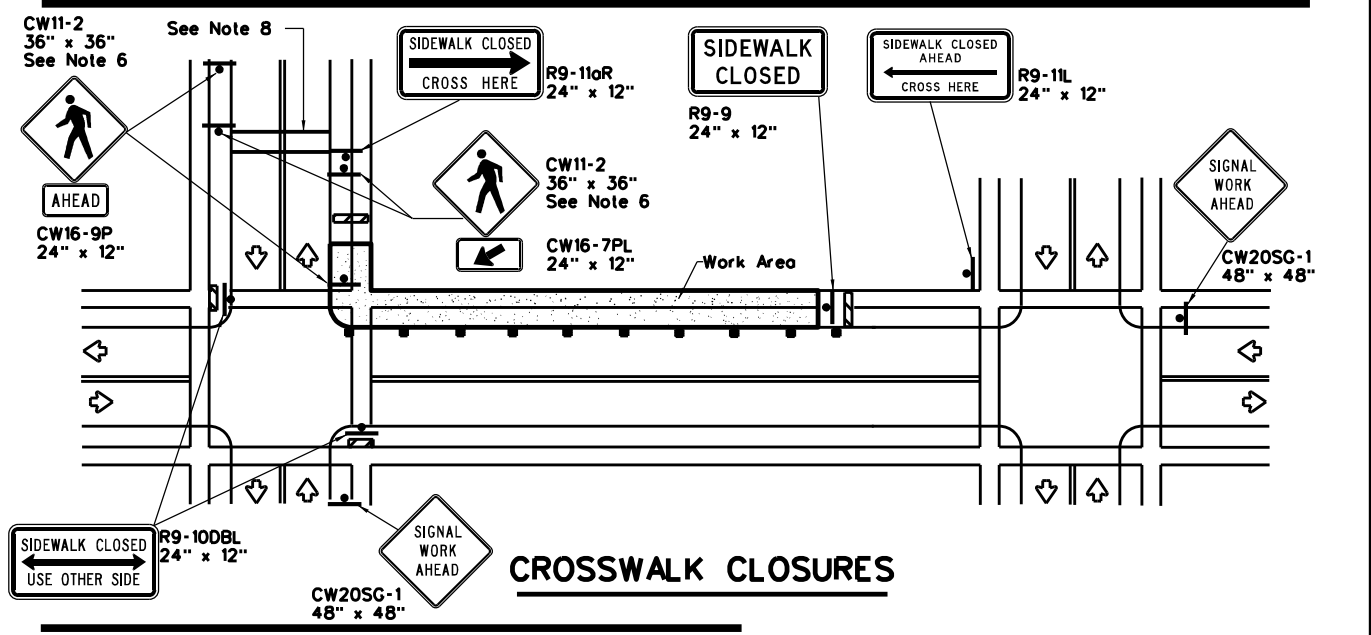 CW11-2
36" x 36"
See Note 6
See Note 8
SIDEWALK CLOSED
CROSS HERE
R9-11aR
24" x 12"
SIDEWALK
CLOSED
R9-9
24" x 12"
SIDEWALK CLOSED
AHEAD
CROSS HERE
R9-11L
24" x 12"
AHEAD
CW16-9P
24" x 12"
CW11-2
36" x 36"
See Note 6
CW16-7PL
24" x 12"
Work Area
SIGNAL
WORK
AHEAD
CW20SG-1
48" x 48"
SIDEWALK CLOSED
USE OTHER SIDE
R9-10DBL
24" x 12"
SIGNAL
WORK
AHEAD
CW20SG-1
48" x 48"
CROSSWALK CLOSURES